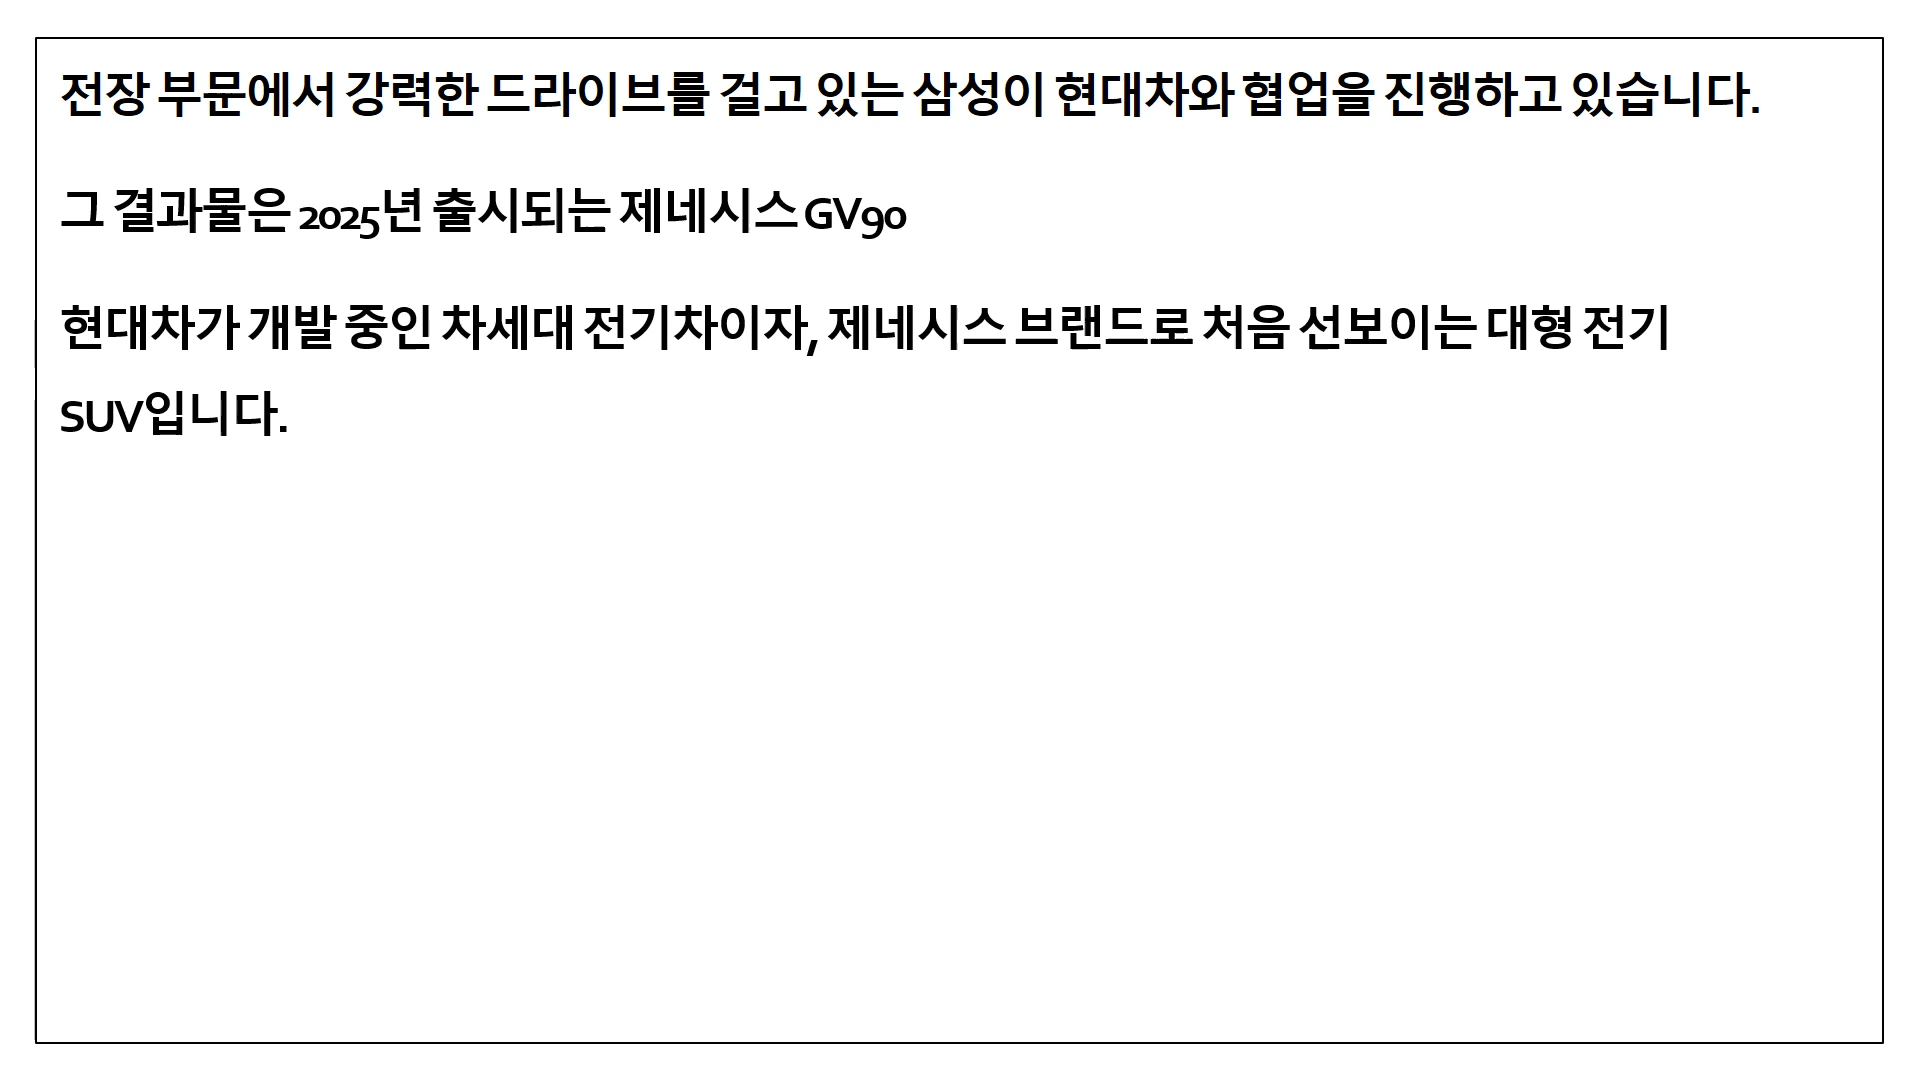 전장 부문에서 강력한 드라이브를 걸고 있는 삼성이 현대차와 협업을 진행하고 있습니다.
그 결과물은 2025년 출시되는 제네시스 GV90
현대차가 개발 중인 차세대 전기차이자, 제네시스 브랜드로 처음 선보이는 대형 전기
SUV입니다.